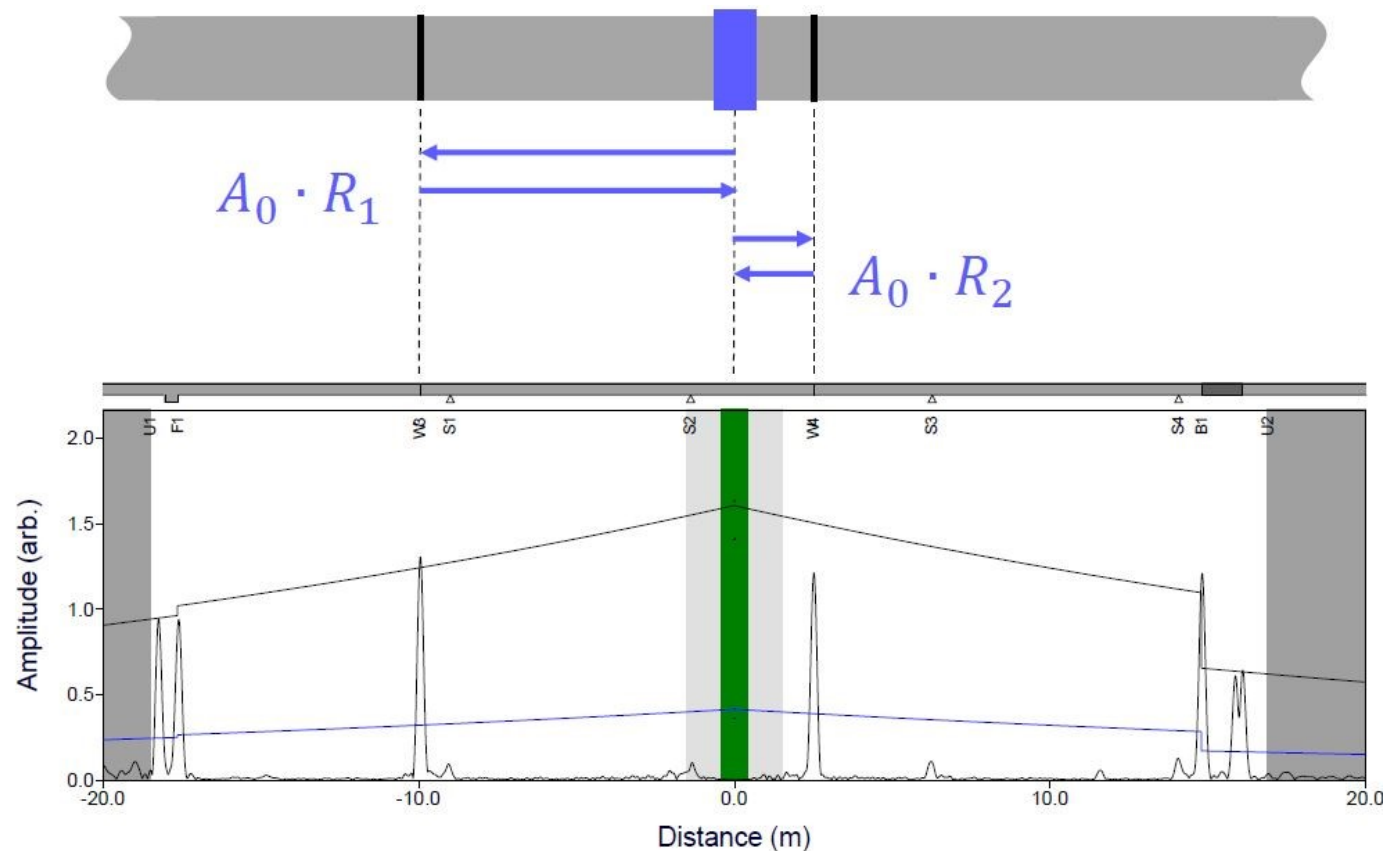 A₀ · R₁
A₀ · R₂
U1 F1 W3 S1 S2 W4 S3 S4 B1 U2
2.0
1.5
1.0
0.5
0.0
-20.0 -10.0 0.0 10.0 20.0
Amplitude (arb.)
Distance (m)